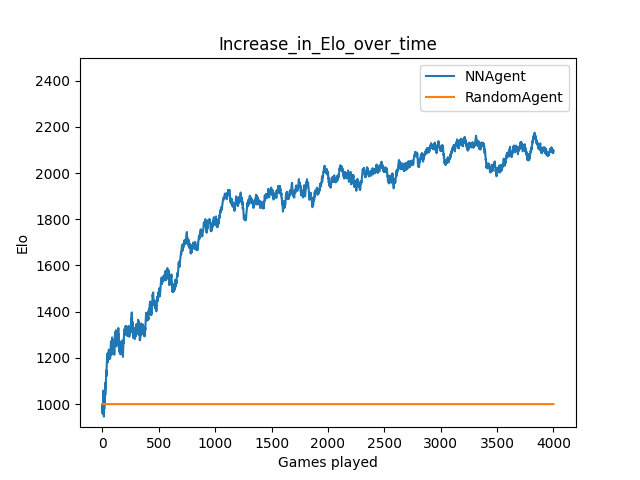 Increase_in_Elo_over_time
NNAgent
RandomAgent
2400
2200
2000
1800
1600
1400
1200
1000
Elo
0 500 1000 1500 2000 2500 3000 3500 4000
Games played